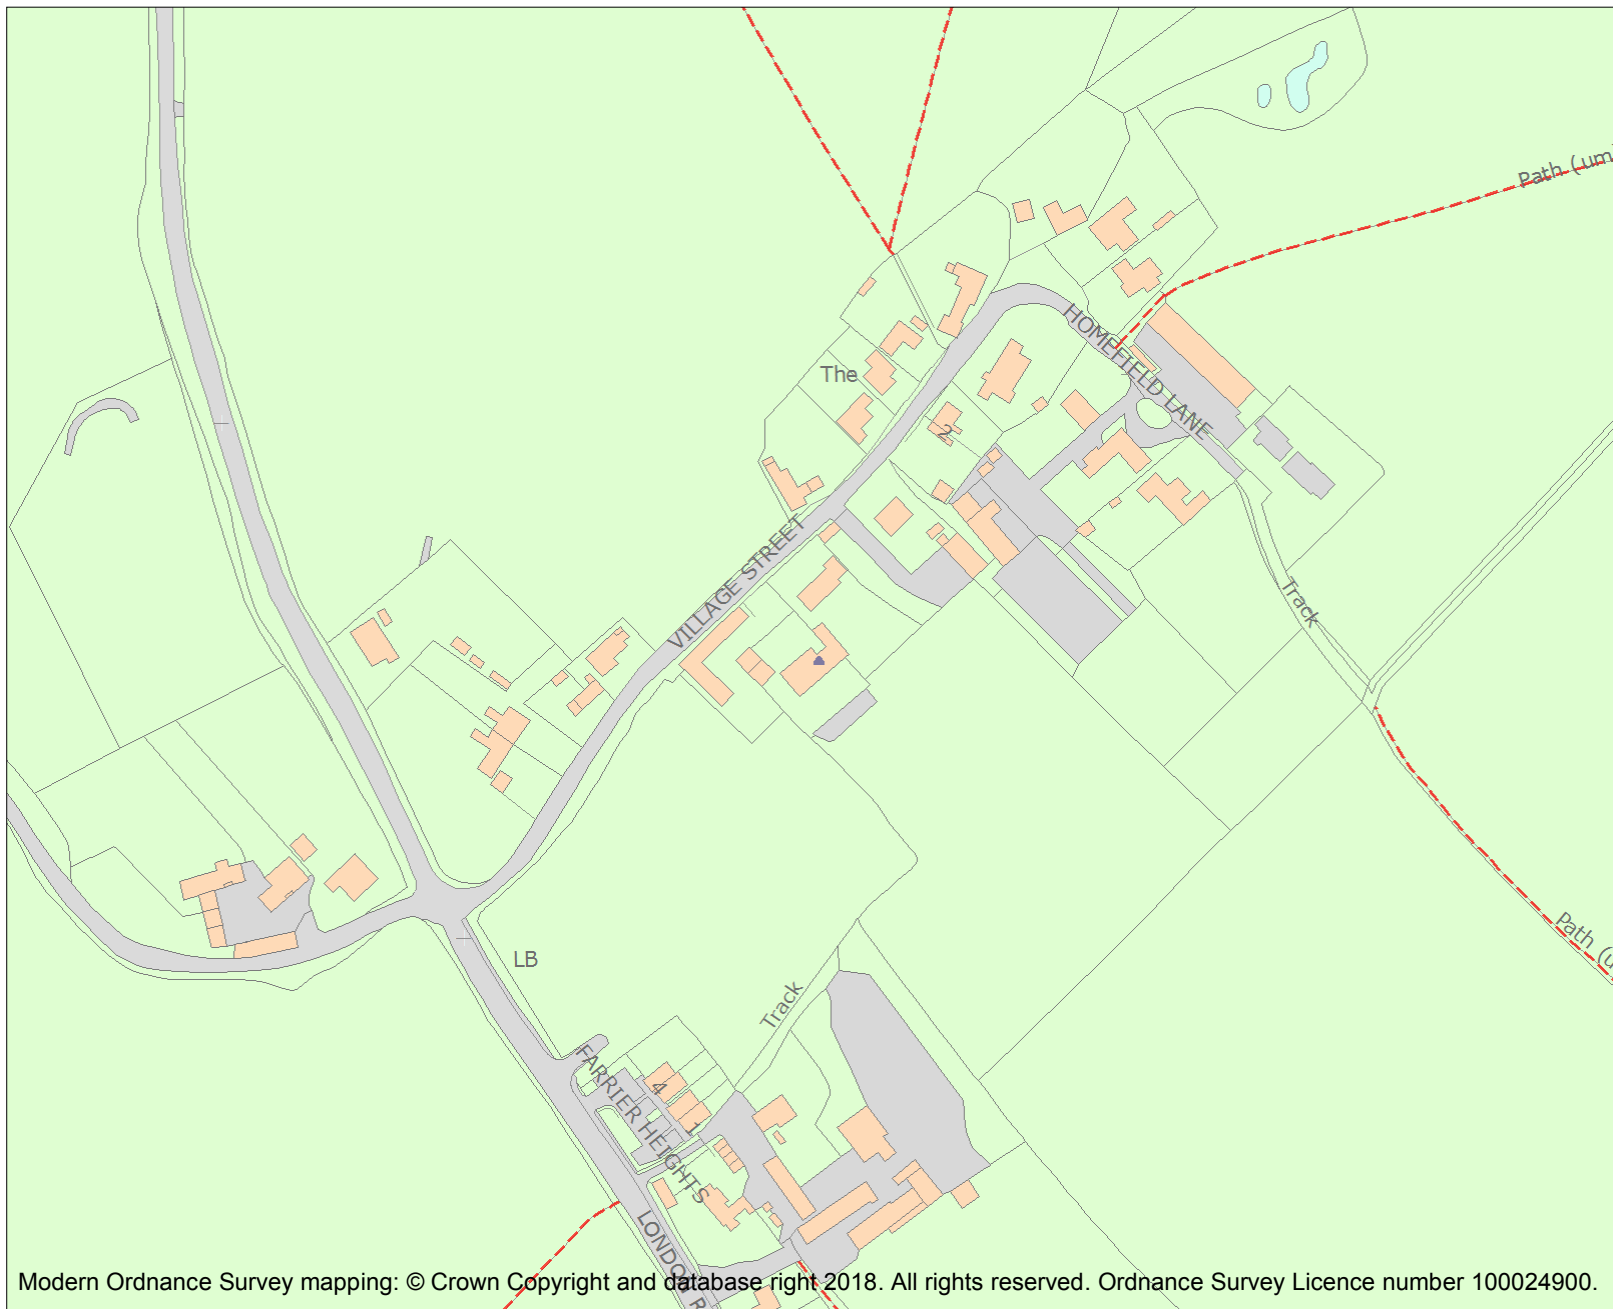 Path (um
HOMEFIELD LANE
The
2
VILLAGE STREET
Track
Path (u
LB
Track
FARRIER HEIGHTS
4
1
LONDON R
Modern Ordnance Survey mapping: © Crown Copyright and database right 2018. All rights reserved. Ordnance Survey Licence number 100024900.